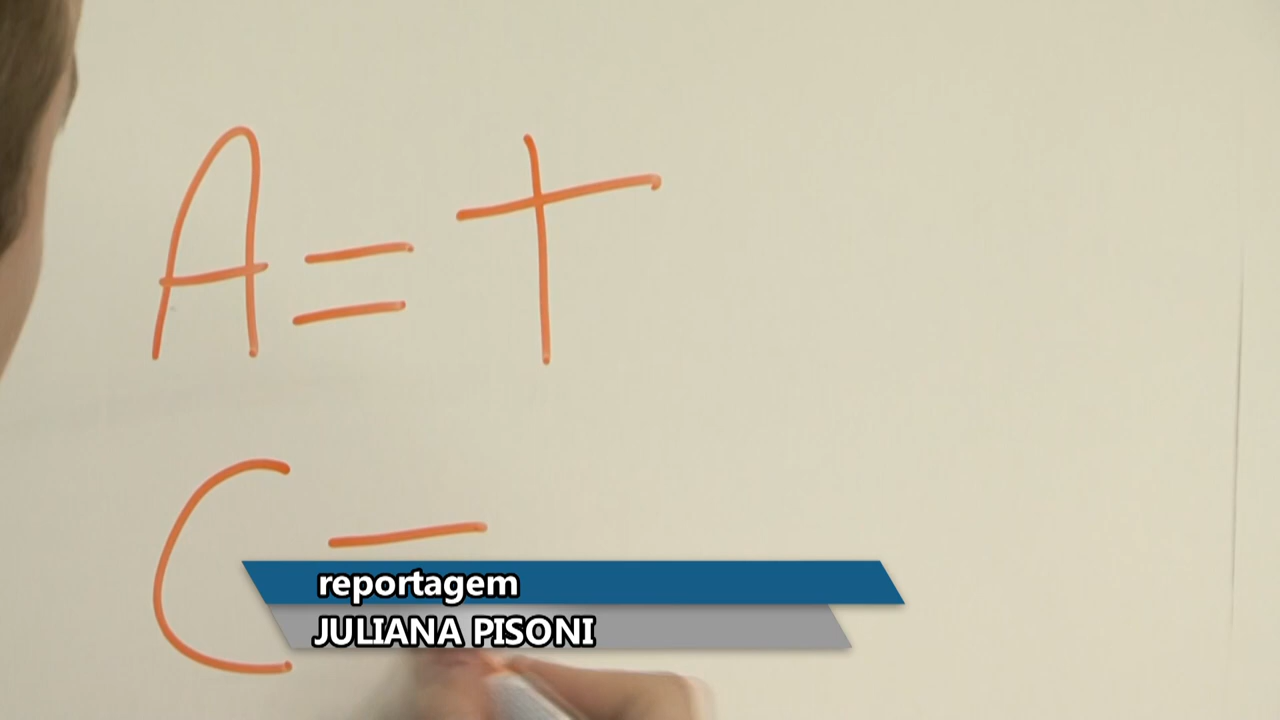 A = T
C =
reportagem
JULIANA PISONI